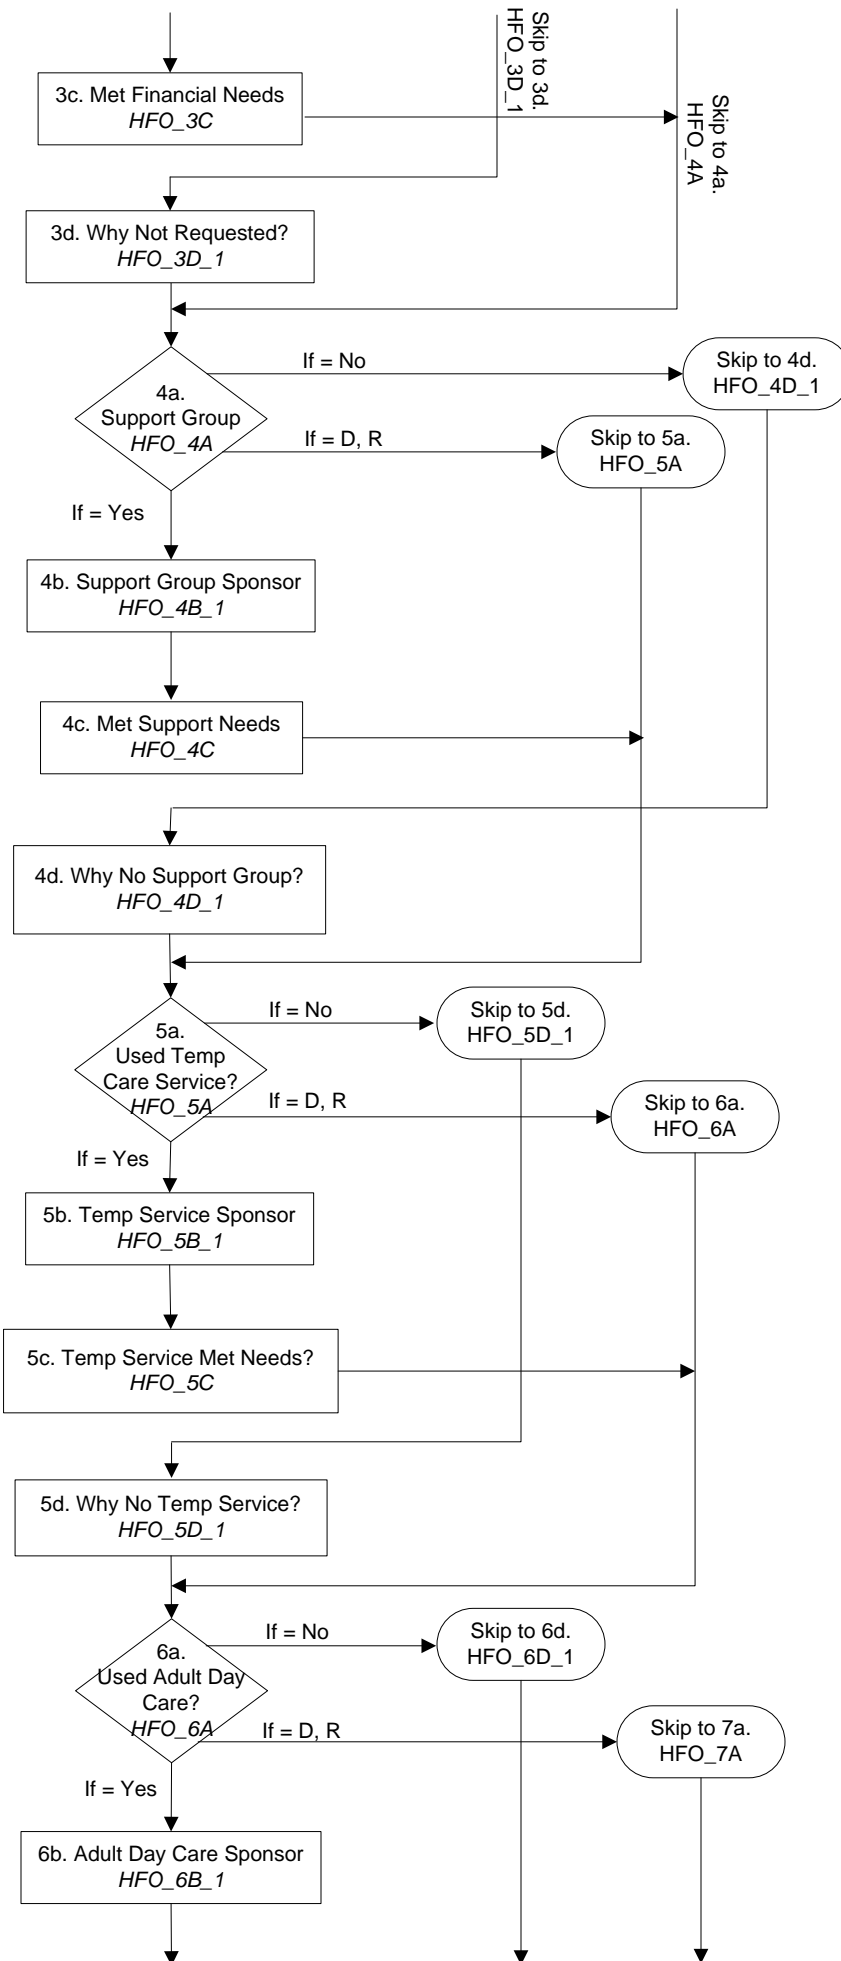 Skip to 3d.
HFO_3D_1
3c. Met Financial Needs
HFO_3C
Skip to 4a.
HFO_4A
3d. Why Not Requested?
HFO_3D_1
If = No
Skip to 4d.
HFO_4D_1
4a.
Support Group
HFO_4A
If = D, R
Skip to 5a.
HFO_5A
If = Yes
4b. Support Group Sponsor
HFO_4B_1
4c. Met Support Needs
HFO_4C
4d. Why No Support Group?
HFO_4D_1
If = No
Skip to 5d.
HFO_5D_1
5a.
Used Temp
Care Service?
HFO_5A
If = D, R
Skip to 6a.
HFO_6A
If = Yes
5b. Temp Service Sponsor
HFO_5B_1
5c. Temp Service Met Needs?
HFO_5C
5d. Why No Temp Service?
HFO_5D_1
If = No
Skip to 6d.
HFO_6D_1
6a.
Used Adult Day
Care?
HFO_6A
If = D, R
Skip to 7a.
HFO_7A
If = Yes
6b. Adult Day Care Sponsor
HFO_6B_1